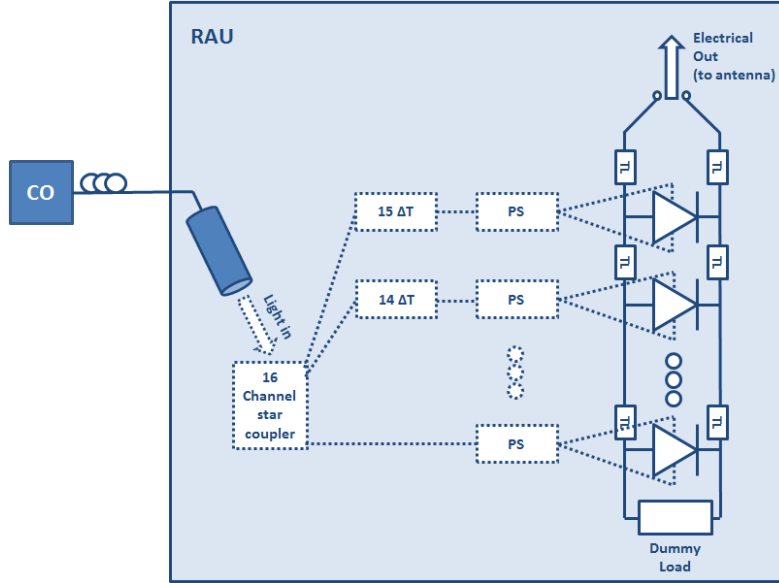 RAU
Electrical
Out
(to antenna)
CO
TL
TL
15 ΔT
PS
TL
TL
14 ΔT
PS
Light in
16
Channel
star
coupler
TL
TL
PS
Dummy
Load